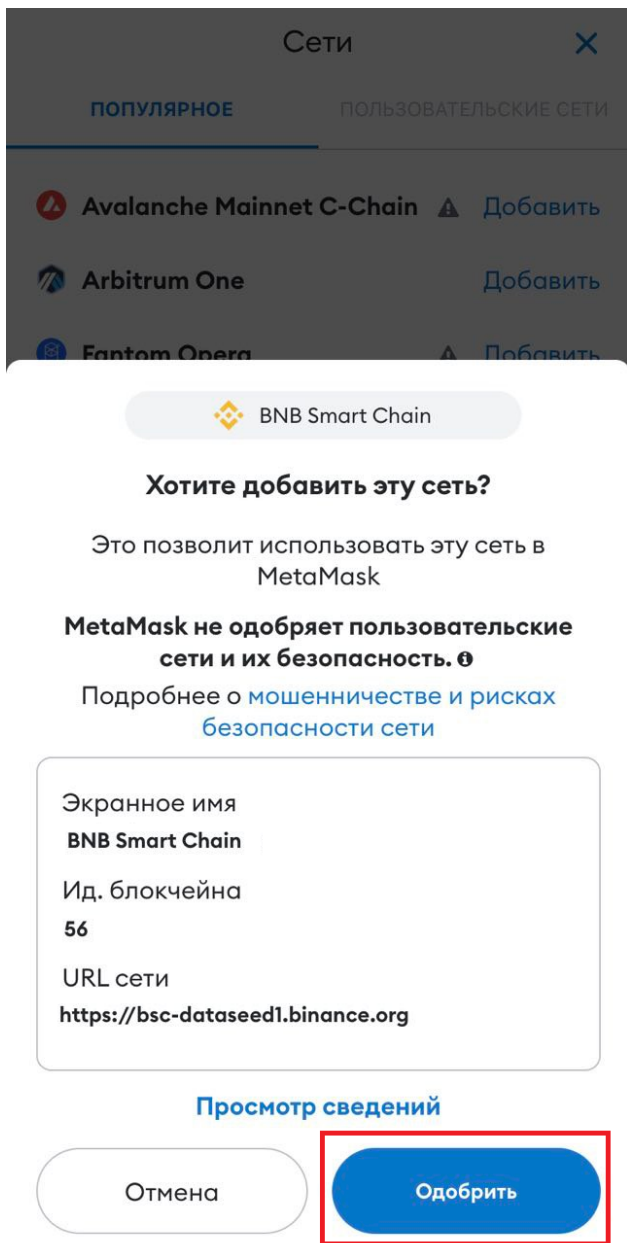 Сети
ПОПУЛЯРНОЕ
ПОЛЬЗОВАТЕЛЬСКИЕ СЕТИ
Avalanche Mainnet C-Chain Добавить
Arbitrum One Добавить
Fantom Opera Добавить
BNB Smart Chain
Хотите добавить эту сеть?
Это позволит использовать эту сеть в
MetaMask
MetaMask не одобряет пользовательские
сети и их безопасность.
Подробнее о мошенничестве и рисках
безопасности сети
Экранное имя
BNB Smart Chain
Ид. блокчейна
56
URL сети
https://bsc-dataseed1.binance.org
Просмотр сведений
Отмена
Одобрить